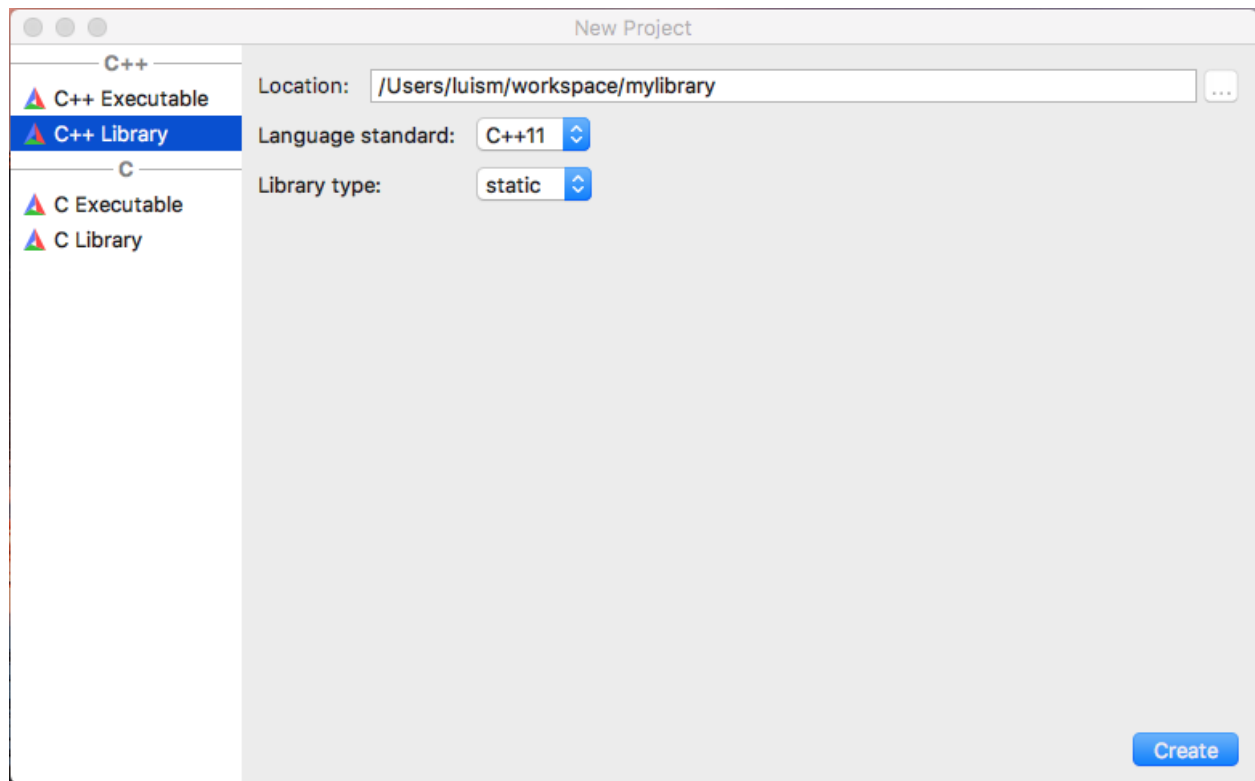 New Project
C++
C++ Executable
C++ Library
C
C Executable
C Library
Location: /Users/luism/workspace/mylibrary ...
Language standard: C++11
Library type: static
Create